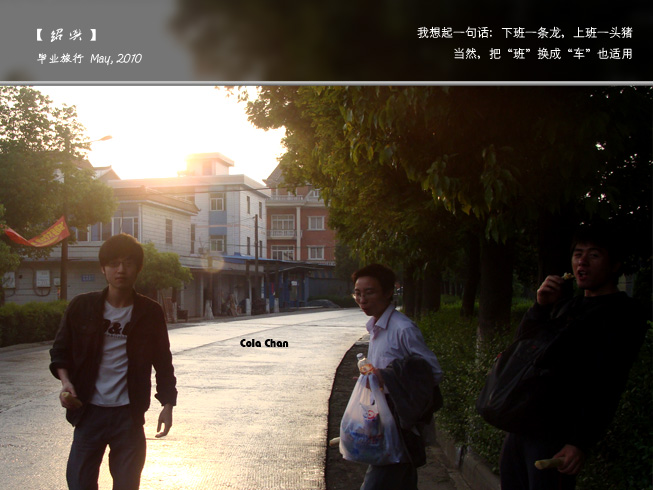 【 绍兴 】
毕业旅行 May, 2010
我想起一句话：下班一条龙，上班一头猪
当然，把“班”换成“车”也适用
Cola Chan